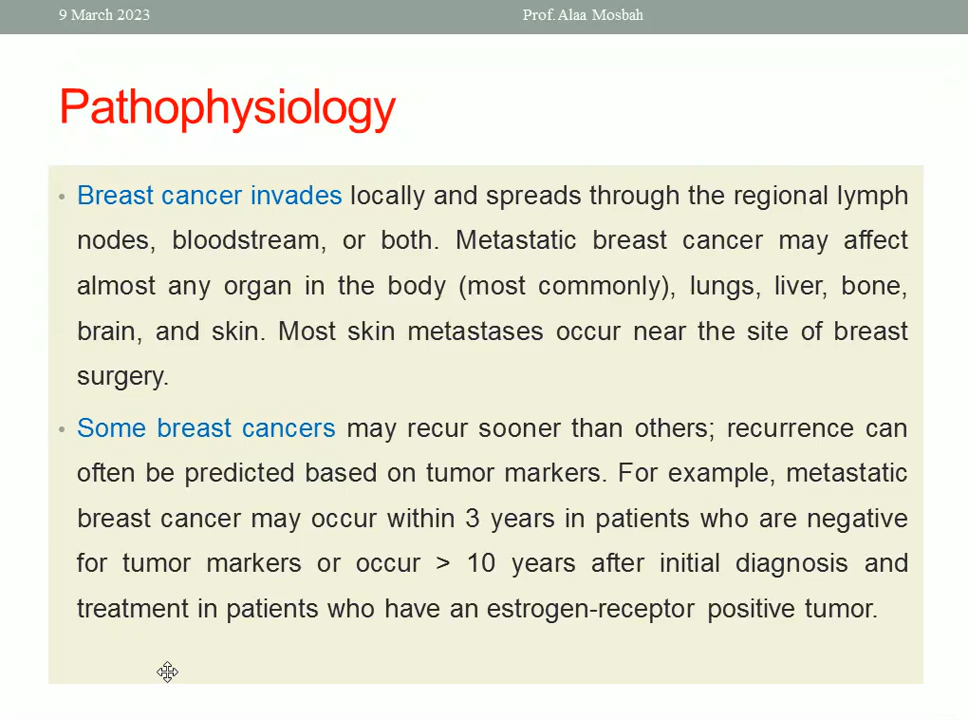 9 March 2023
Prof. Alaa Mosbah
Pathophysiology
• Breast cancer invades locally and spreads through the regional lymph
nodes, bloodstream, or both. Metastatic breast cancer may affect
almost any organ in the body (most commonly), lungs, liver, bone,
brain, and skin. Most skin metastases occur near the site of breast
surgery.
• Some breast cancers may recur sooner than others; recurrence can
often be predicted based on tumor markers. For example, metastatic
breast cancer may occur within 3 years in patients who are negative
for tumor markers or occur > 10 years after initial diagnosis and
treatment in patients who have an estrogen-receptor positive tumor.